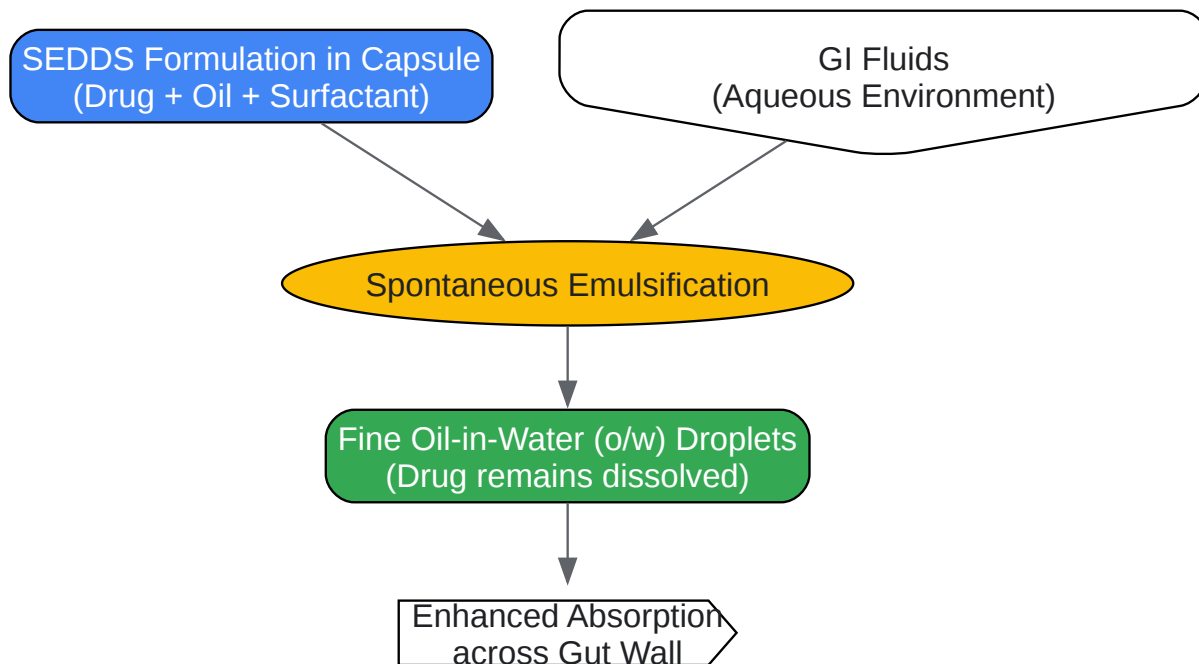 SEDDS Formulation in Capsule
(Drug + Oil + Surfactant)
GI Fluids
(Aqueous Environment)
Spontaneous Emulsification
Fine Oil-in-Water (o/w) Droplets
(Drug remains dissolved)
Enhanced Absorption
across Gut Wall